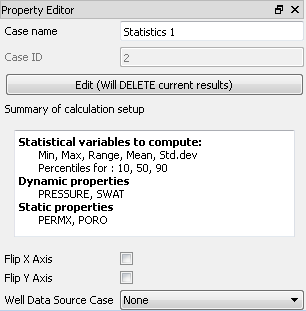 Property Editor
Case name Statistics 1
Case ID 2
Edit (Will DELETE current results)
Summary of calculation setup
Statistical variables to compute:
Min, Max, Range, Mean, Std.dev
Percentiles for : 10, 50, 90
Dynamic properties
PRESSURE, SWAT
Static properties
PERMX, PORO
Flip X Axis
Flip Y Axis
Well Data Source Case None